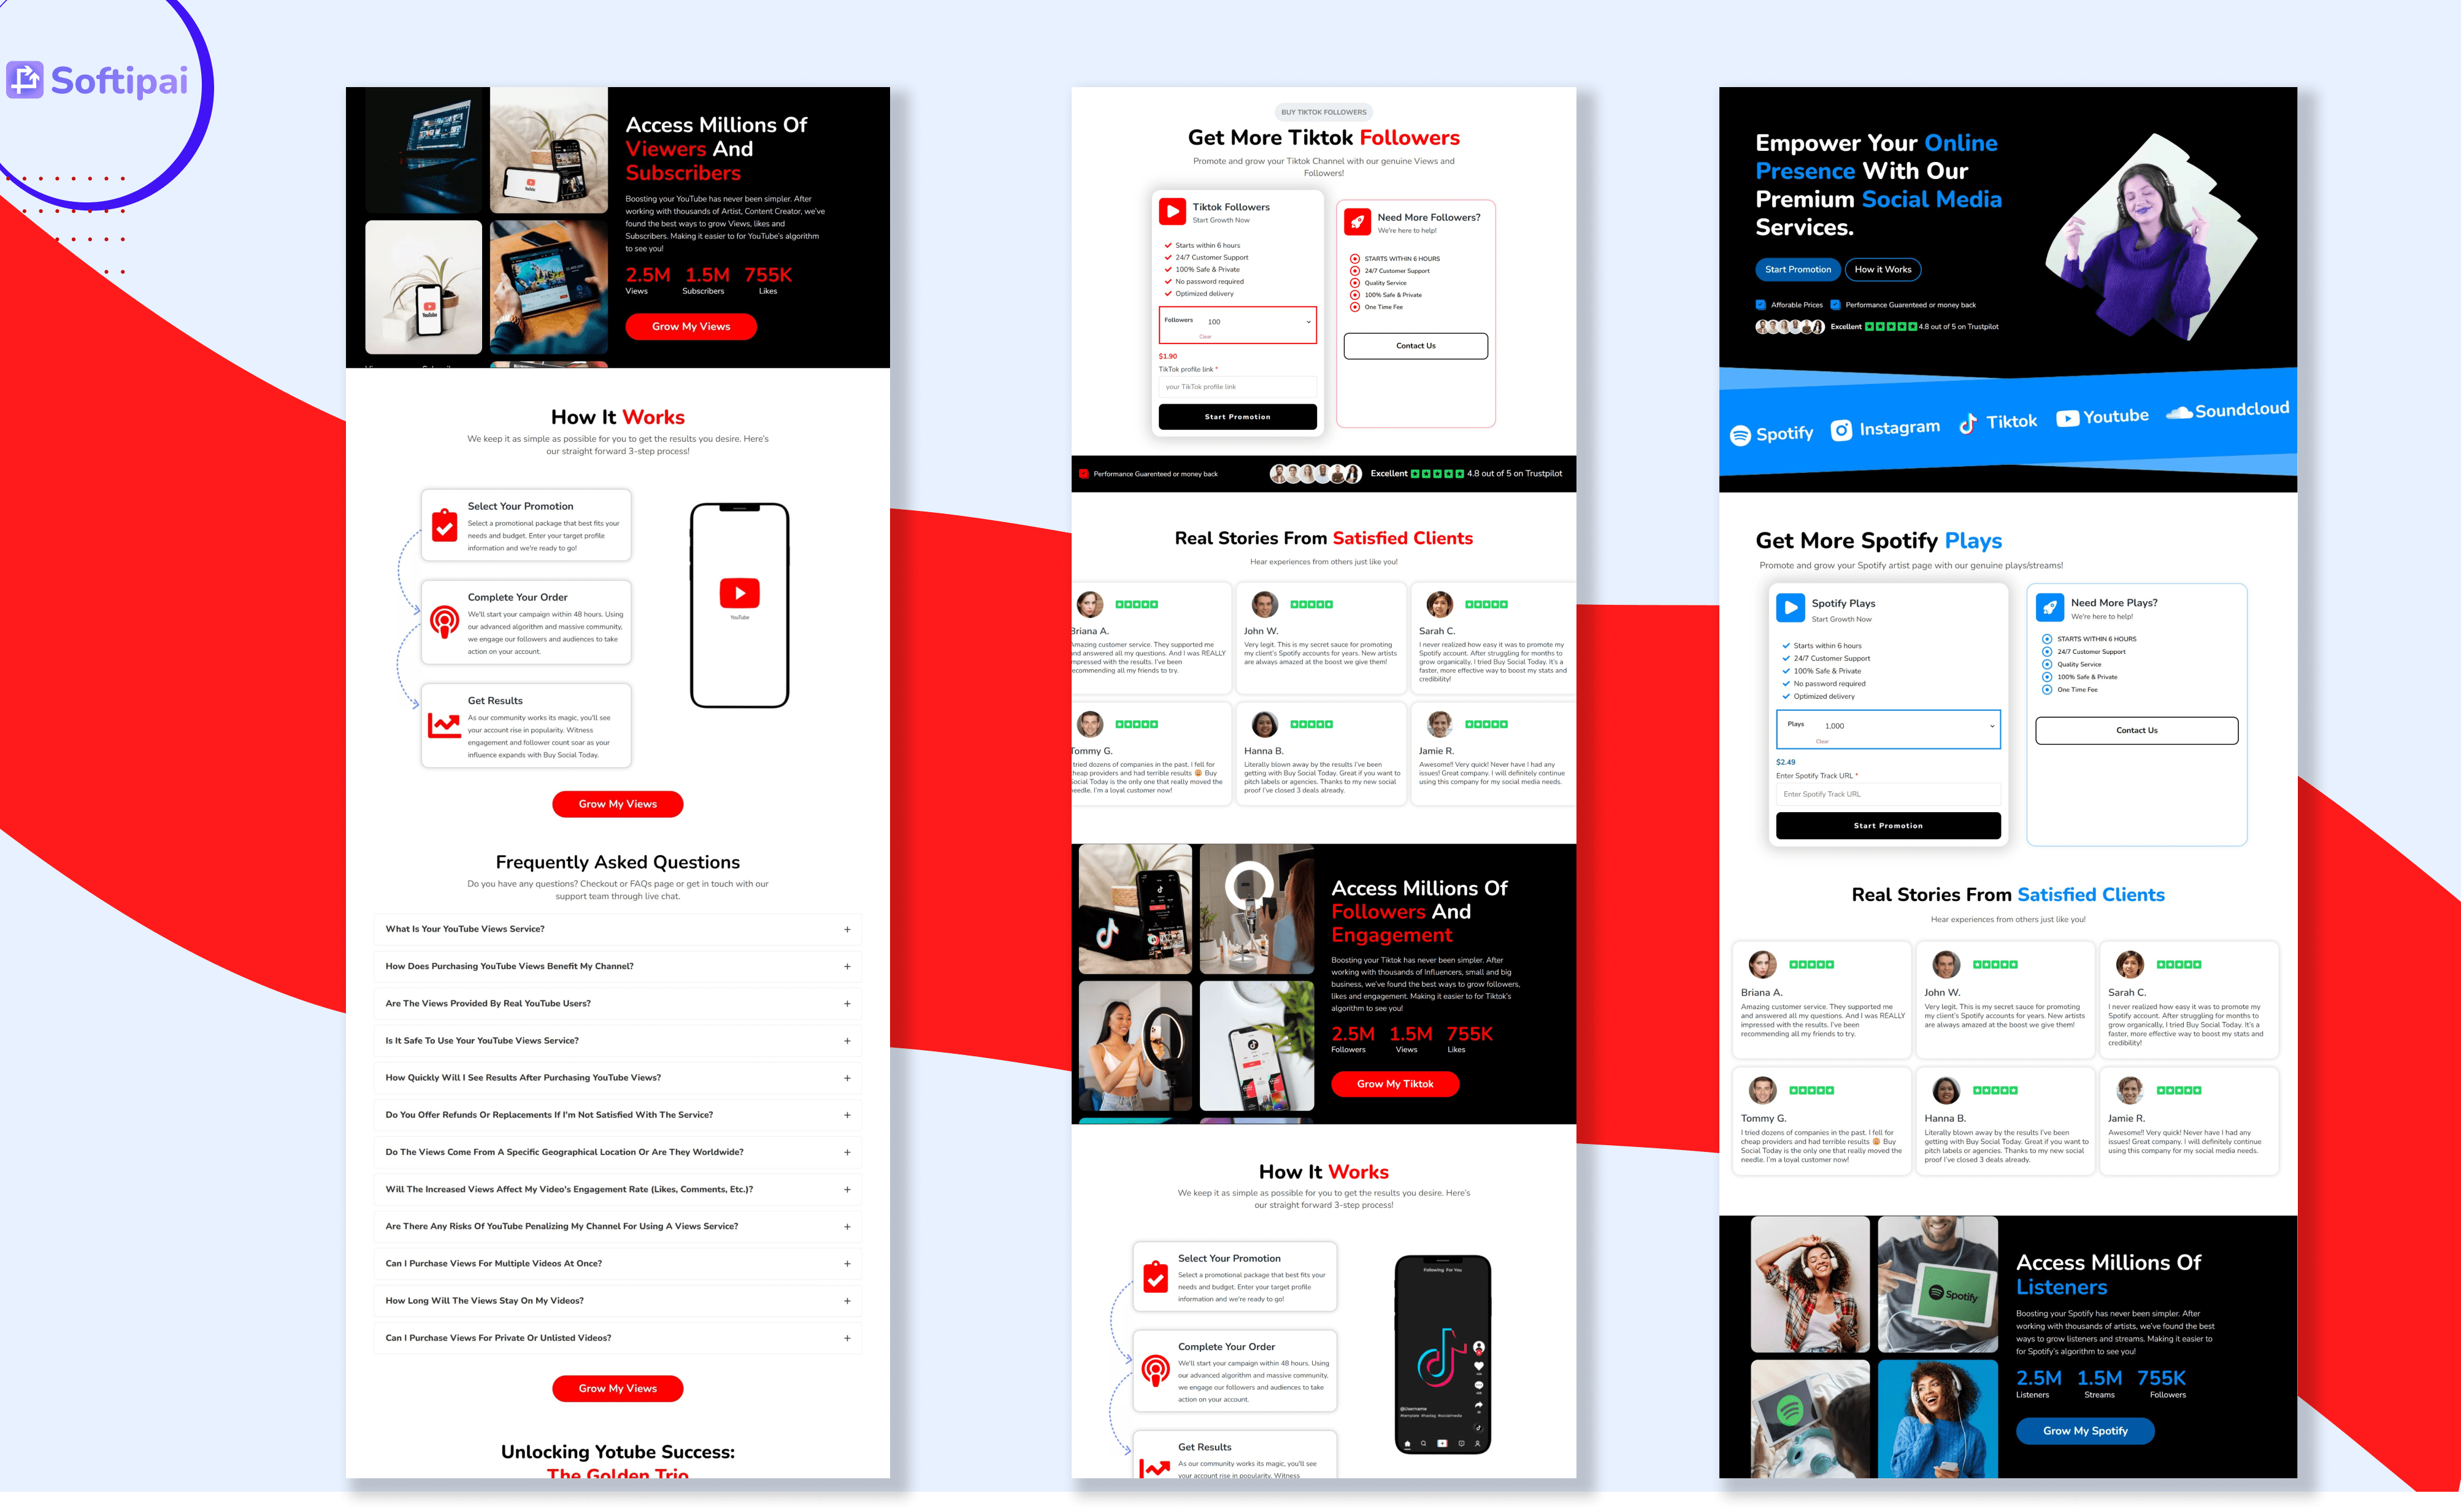 Softipai
Access Millions Of
Viewers And
Subscribers
Boosting your YouTube has never been simpler. After
working with thousands of Artist, Content Creator, we've
found the best ways to grow Views, likes and
Subscribers. Making it easier to for YouTube's algorithm
to see you!
2.5M 1.5M 755K
Views Subscribers Likes
Grow My Views
How It Works
We keep it as simple as possible for you to get the results you desire. Here's
our straight forward 3-step process!
Select Your Promotion
Select a promotional package that best fits your
needs and budget. Enter your target profile
information and we're ready to go!
Complete Your Order
We'll start your campaign within 48 hours. Using
our advanced algorithm and massive community,
we engage our followers and audiences to take
action on your account.
Get Results
As our community works its magic, you'll see
your account rise in popularity. Witness
engagement and follower count soar as your
influence expands with Buy Social Today.
YouTube
Grow My Views
Frequently Asked Questions
Do you have any questions? Checkout or FAQs page or get in touch with our
support team through live chat.
What Is Your YouTube Views Service? +
How Does Purchasing YouTube Views Benefit My Channel? +
Are The Views Provided By Real YouTube Users? +
Is It Safe To Use Your YouTube Views Service? +
How Quickly Will I See Results After Purchasing YouTube Views? +
Do You Offer Refunds Or Replacements If I'm Not Satisfied With The Service? +
Do The Views Come From A Specific Geographical Location Or Are They Worldwide? +
Will The Increased Views Affect My Video's Engagement Rate (Likes, Comments, Etc.)? +
Are There Any Risks Of YouTube Penalizing My Channel For Using A Views Service? +
Can I Purchase Views For Multiple Videos At Once? +
How Long Will The Views Stay On My Videos? +
Can I Purchase Views For Private Or Unlisted Videos? +
Grow My Views
Unlocking Yotube Success:
The Golden Trio
BUY TIKTOK FOLLOWERS
Get More Tiktok Followers
Promote and grow your Tiktok Channel with our genuine Views and
Followers!
Tiktok Followers
Start Growth Now
Starts within 6 hours
24/7 Customer Support
100% Safe & Private
No password required
Optimized delivery
Followers 100
Clear
$1.90
TikTok profile link *
your TikTok profile link
Start Promotion
Need More Followers?
We're here to help!
STARTS WITHIN 6 HOURS
24/7 Customer Support
Quality Service
100% Safe & Private
One Time Fee
Contact Us
Performance Guarenteed or money back
Excellent 4.8 out of 5 on Trustpilot
Real Stories From Satisfied Clients
Hear experiences from others just like you!
Briana A.
Amazing customer service. They supported me
and answered all my questions. And I was REALLY
impressed with the results. I've been
recommending all my friends to try.
John W.
Very legit. This is my secret sauce for promoting
my client's Spotify accounts for years. New artists
are always amazed at the boost we give them!
Sarah C.
I never realized how easy it was to promote my
Spotify account. After struggling for months to
grow organically, I tried Buy Social Today. It's a
faster, more effective way to boost my stats and
credibility!
Tommy G.
I tried dozens of companies in the past. I fell for
cheap providers and had terrible results 😡 Buy
Social Today is the only one that really moved the
needle. I'm a loyal customer now!
Hanna B.
Literally blown away by the results I've been
getting with Buy Social Today. Great if you want to
pitch labels or agencies. Thanks to my new social
proof I've closed 3 deals already.
Jamie R.
Awesome!! Very quick! Never have I had any
issues! Great company. I will definitely continue
using this company for my social media needs.
Access Millions Of
Followers And
Engagement
Boosting your Tiktok has never been simpler. After
working with thousands of Influencers, small and big
business, we've found the best ways to grow followers,
likes and engagement. Making it easier to for Tiktok's
algorithm to see you!
2.5M 1.5M 755K
Followers Views Likes
Grow My Tiktok
How It Works
We keep it as simple as possible for you to get the results you desire. Here's
our straight forward 3-step process!
Select Your Promotion
Select a promotional package that best fits your
needs and budget. Enter your target profile
information and we're ready to go!
Complete Your Order
We'll start your campaign within 48 hours. Using
our advanced algorithm and massive community,
we engage our followers and audiences to take
action on your account.
Get Results
As our community works its magic, you'll see
your account rise in popularity. Witness
Following For You
@Username
#template #hastag #socialmedia
Empower Your Online
Presence With Our
Premium Social Media
Services.
Start Promotion How it Works
Afforable Prices Performance Guarenteed or money back
Excellent 4.8 out of 5 on Trustpilot
Spotify Instagram Tiktok Youtube Soundcloud
Get More Spotify Plays
Promote and grow your Spotify artist page with our genuine plays/streams!
Spotify Plays
Start Growth Now
Starts within 6 hours
24/7 Customer Support
100% Safe & Private
No password required
Optimized delivery
Plays 1,000
Clear
$2.49
Enter Spotify Track URL *
Enter Spotify Track URL
Start Promotion
Need More Plays?
We're here to help!
STARTS WITHIN 6 HOURS
24/7 Customer Support
Quality Service
100% Safe & Private
One Time Fee
Contact Us
Real Stories From Satisfied Clients
Hear experiences from others just like you!
Briana A.
Amazing customer service. They supported me
and answered all my questions. And I was REALLY
impressed with the results. I've been
recommending all my friends to try.
John W.
Very legit. This is my secret sauce for promoting
my client's Spotify accounts for years. New artists
are always amazed at the boost we give them!
Sarah C.
I never realized how easy it was to promote my
Spotify account. After struggling for months to
grow organically, I tried Buy Social Today. It's a
faster, more effective way to boost my stats and
credibility!
Tommy G.
I tried dozens of companies in the past. I fell for
cheap providers and had terrible results 😡 Buy
Social Today is the only one that really moved the
needle. I'm a loyal customer now!
Hanna B.
Literally blown away by the results I've been
getting with Buy Social Today. Great if you want to
pitch labels or agencies. Thanks to my new social
proof I've closed 3 deals already.
Jamie R.
Awesome!! Very quick! Never have I had any
issues! Great company. I will definitely continue
using this company for my social media needs.
Spotify
Access Millions Of
Listeners
Boosting your Spotify has never been simpler. After
working with thousands of artists, we've found the best
ways to grow listeners and streams. Making it easier to
for Spotify's algorithm to see you!
2.5M 1.5M 755K
Listeners Streams Followers
Grow My Spotify